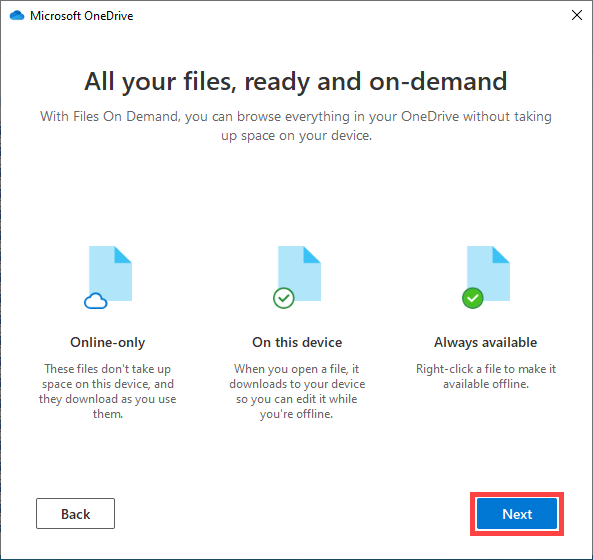 Microsoft OneDrive
All your files, ready and on-demand
With Files On Demand, you can browse everything in your OneDrive without taking
up space on your device.
Online-only
These files don't take up
space on this device, and
they download as you use
them.
On this device
When you open a file, it
downloads to your device
so you can edit it while
you're offline.
Always available
Right-click a file to make it
available offline.
Back
Next